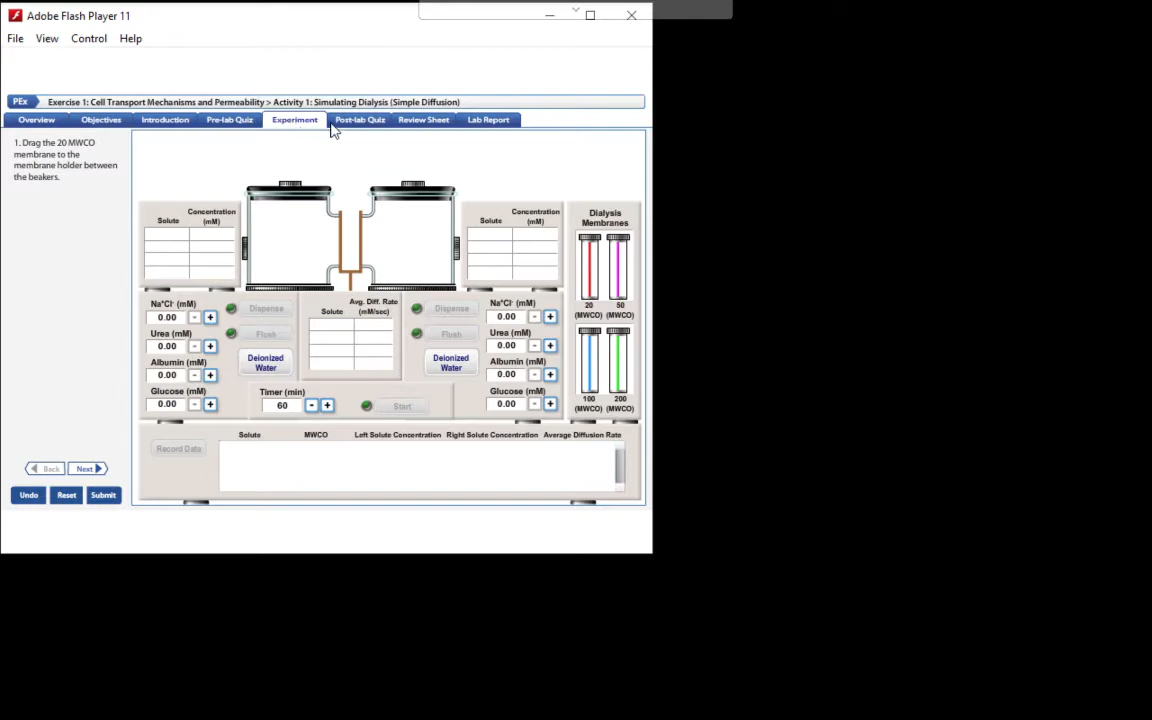 Adobe Flash Player 11
File View Control Help
PEx Exercise 1: Cell Transport Mechanisms and Permeability > Activity 1: Simulating Dialysis (Simple Diffusion)
Overview Objectives Introduction Pre-lab Quiz Experiment Post-lab Quiz Review Sheet Lab Report
1. Drag the 20 MWCO
membrane to the
membrane holder between
the beakers.
Solute Concentration
(mM)
Solute Concentration
(mM)
Dialysis
Membranes
20 50
(MWCO) (MWCO)
100 200
(MWCO) (MWCO)
Na⁺Cl⁻ (mM)
0.00 - +
Urea (mM)
0.00 - +
Albumin (mM)
0.00 - +
Glucose (mM)
0.00 - +
Dispense
Flush
Deionized
Water
Solute Avg. Diff. Rate
(mM/sec)
Dispense
Flush
Deionized
Water
Na⁺Cl⁻ (mM)
0.00 - +
Urea (mM)
0.00 - +
Albumin (mM)
0.00 - +
Glucose (mM)
0.00 - +
Timer (min)
60 - + Start
Record Data
Solute MWCO Left Solute Concentration Right Solute Concentration Average Diffusion Rate
Back Next
Undo Reset Submit